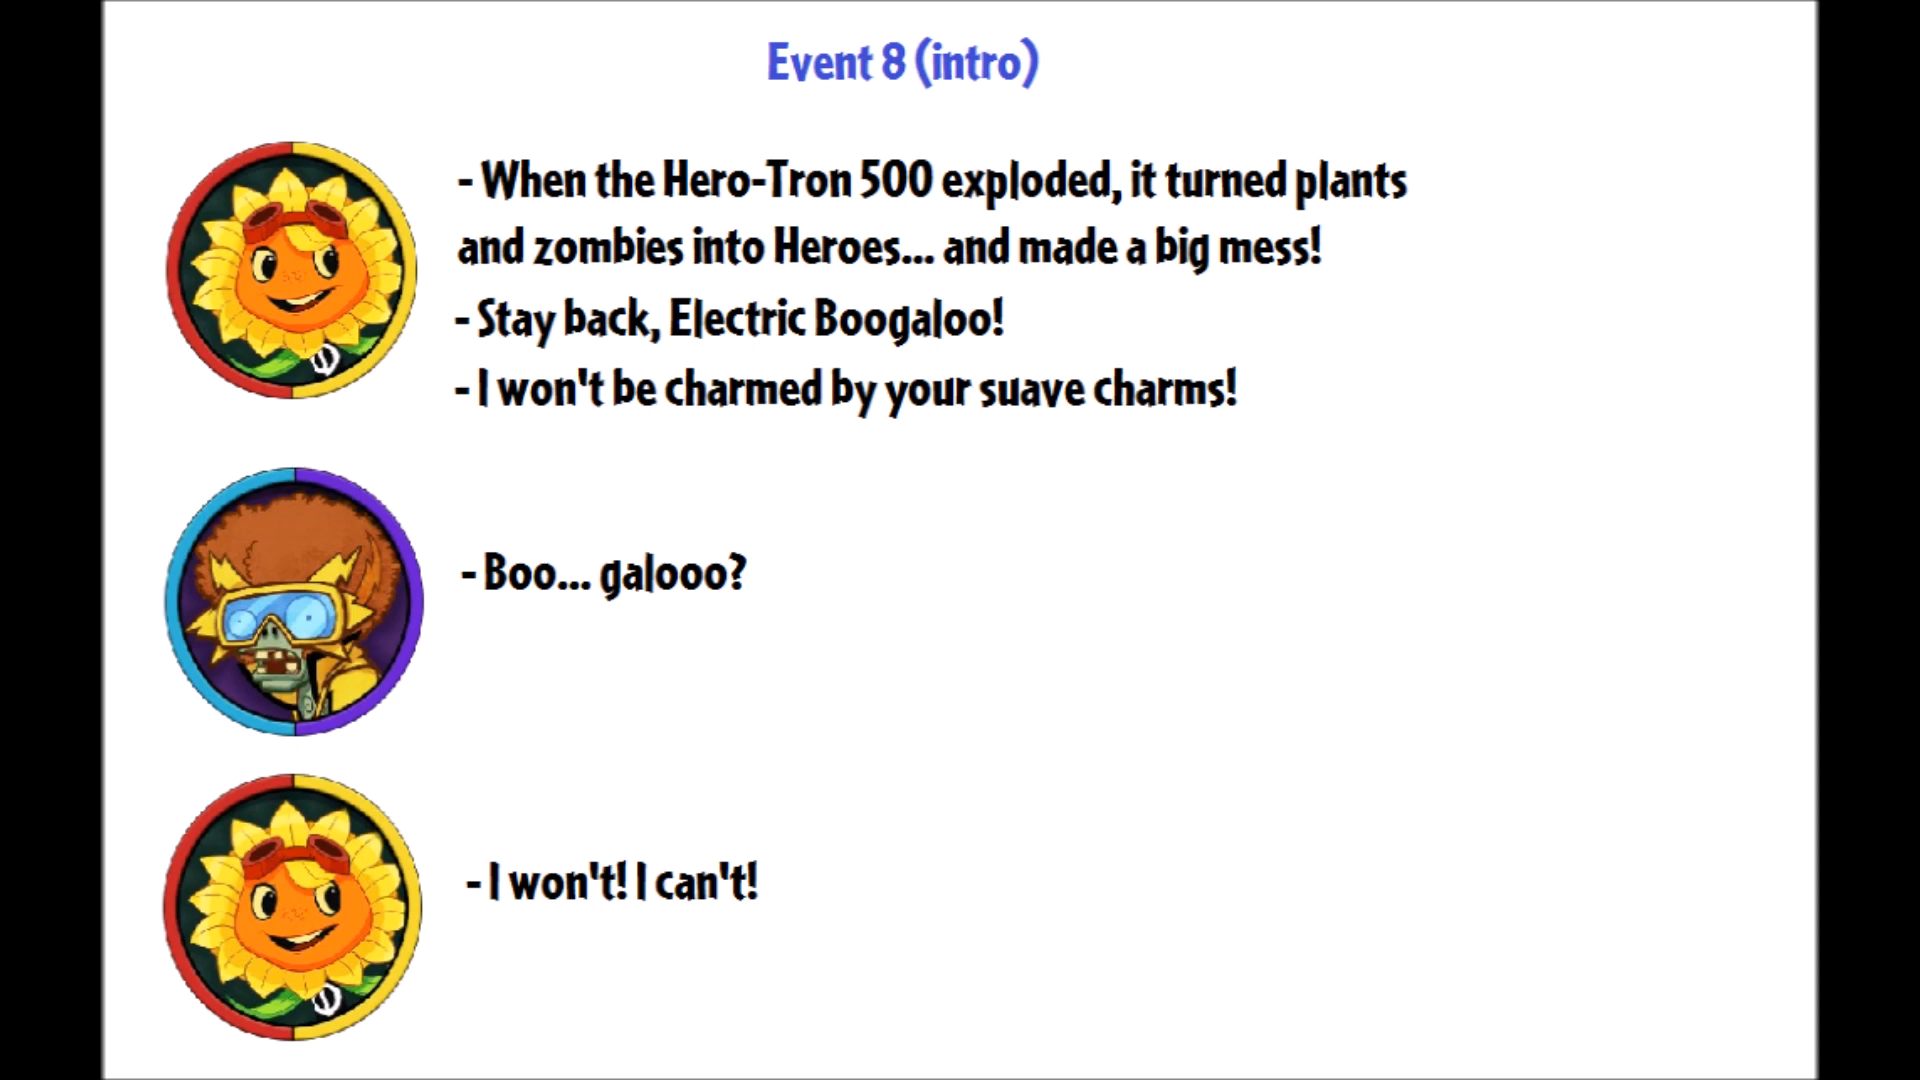 Event 8 (intro)
- When the Hero-Tron 500 exploded, it turned plants
and zombies into Heroes... and made a big mess!
- Stay back, Electric Boogaloo!
- I won't be charmed by your suave charms!
- Boo... galooo?
- I won't! I can't!